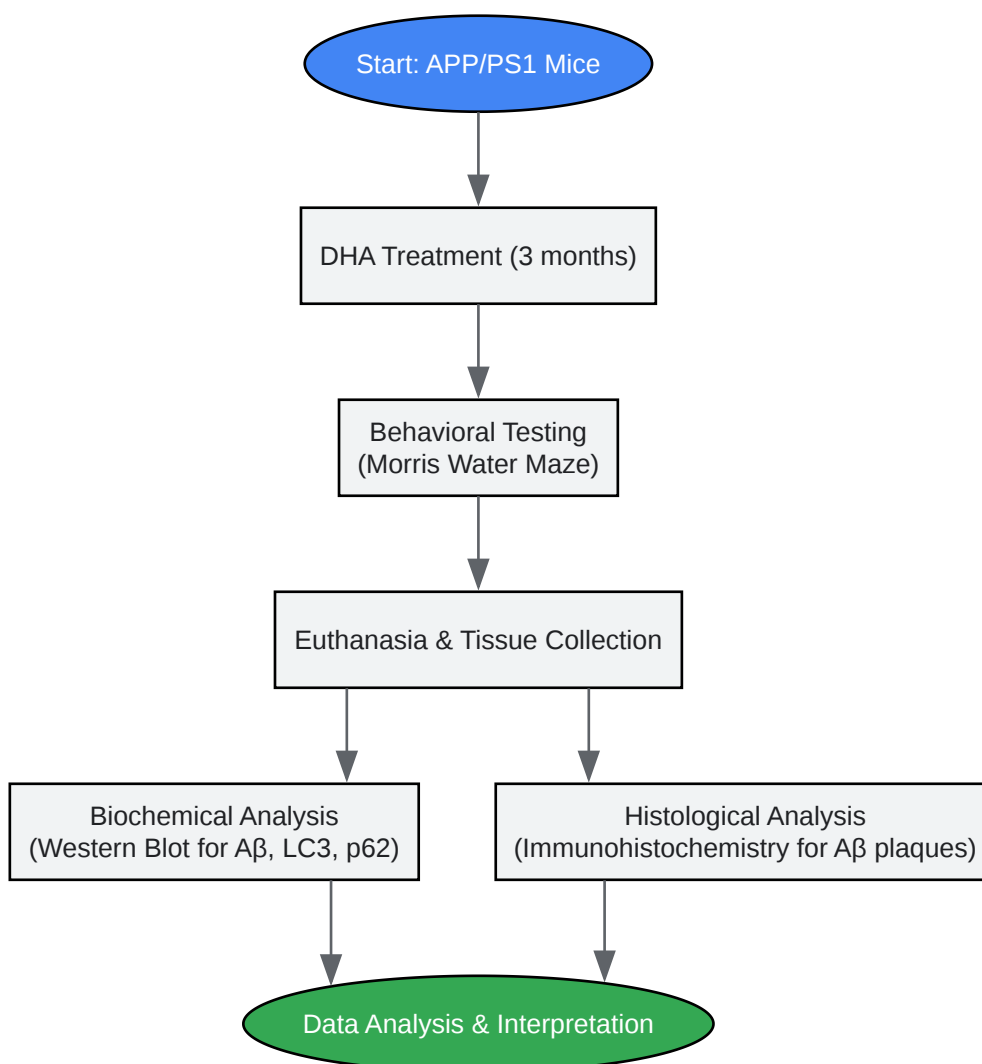 Start: APP/PS1 Mice
DHA Treatment (3 months)
Behavioral Testing
(Morris Water Maze)
Euthanasia & Tissue Collection
Biochemical Analysis
(Western Blot for Aβ, LC3, p62)
Histological Analysis
(Immunohistochemistry for Aβ plaques)
Data Analysis & Interpretation